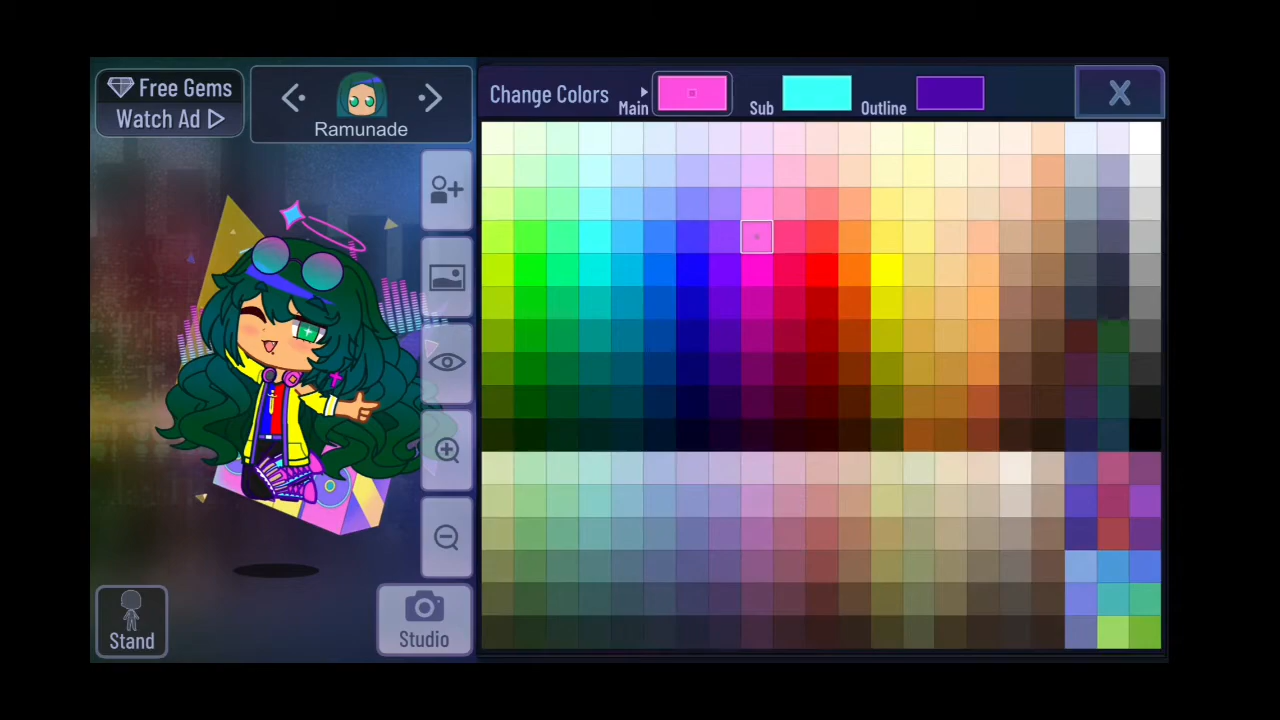 Free Gems
Watch Ad
Ramunade
Change Colors
Main
Sub
Outline
X
Stand
Studio